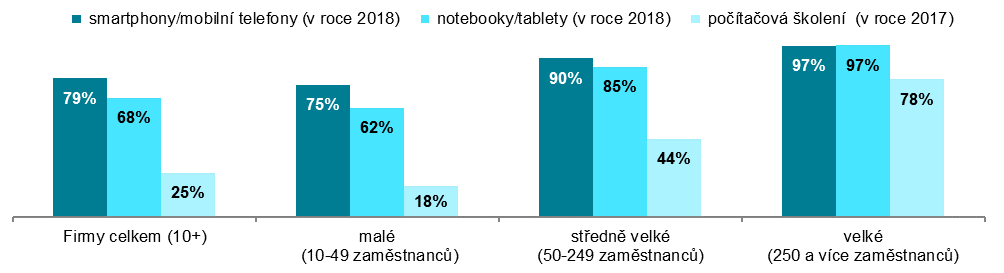 smartphony/mobilní telefony (v roce 2018) notebooky/tablety (v roce 2018) počítačová školení (v roce 2017)
79% 68% 25% 75% 62% 18% 90% 85% 44% 97% 97% 78%
Firmy celkem (10+) malé středně velké velké
(10-49 zaměstnanců) (50-249 zaměstnanců) (250 a více zaměstnanců)